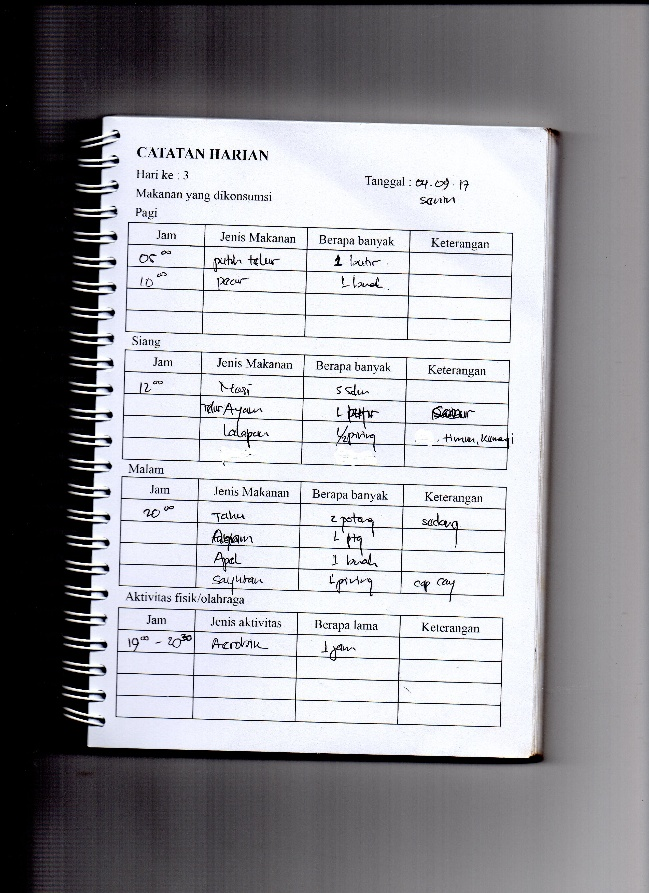 CATATAN HARIAN
Hari ke : 3
Tanggal : 04.09.17
Makanan yang dikonsumsi
senin
Pagi
Jam Jenis Makanan Berapa banyak Keterangan
05 00 putih telur 1 butir
10 00 pear 1 buah
Siang
Jam Jenis Makanan Berapa banyak Keterangan
12 00 Nasi 5 sdm
Telur Ayam 1
Lalapan 1/2 piring , timun, kemangi
Malam
Jam Jenis Makanan Berapa banyak Keterangan
20 00 Tahu 2 potong sedang
1 ptg
Apel 1 buah
Sayuran 1 piring cap cay
Aktivitas fisik/olahraga
Jam Jenis aktivitas Berapa lama Keterangan
19 00 - 20 30 Aerobik 1 jam